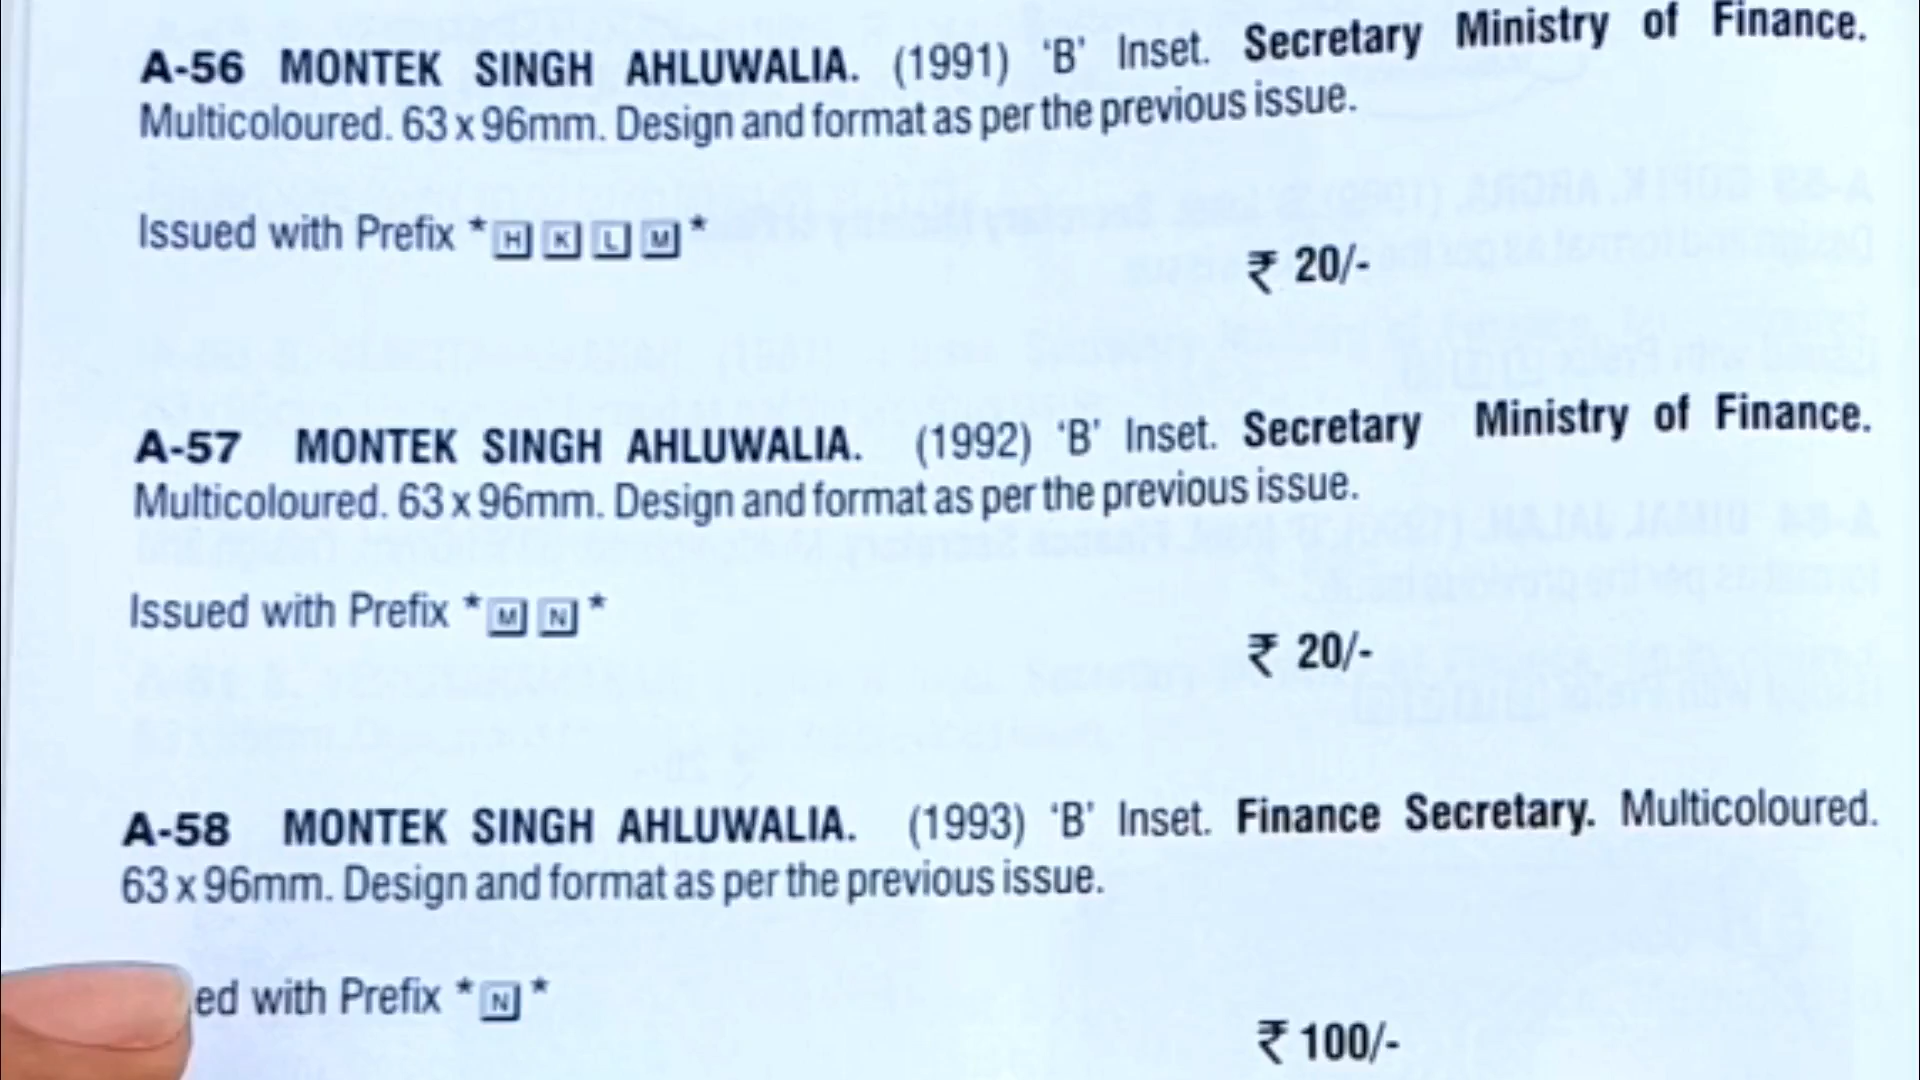 A-56 MONTEK SINGH AHLUWALIA. (1991) 'B' Inset. Secretary Ministry of Finance.
Multicoloured. 63 x 96mm. Design and format as per the previous issue.
Issued with Prefix * H K L M *
₹ 20/-
A-57 MONTEK SINGH AHLUWALIA. (1992) 'B' Inset. Secretary Ministry of Finance.
Multicoloured. 63 x 96mm. Design and format as per the previous issue.
Issued with Prefix * M N *
₹ 20/-
A-58 MONTEK SINGH AHLUWALIA. (1993) 'B' Inset. Finance Secretary. Multicoloured.
63 x 96mm. Design and format as per the previous issue.
ed with Prefix * N *
₹ 100/-